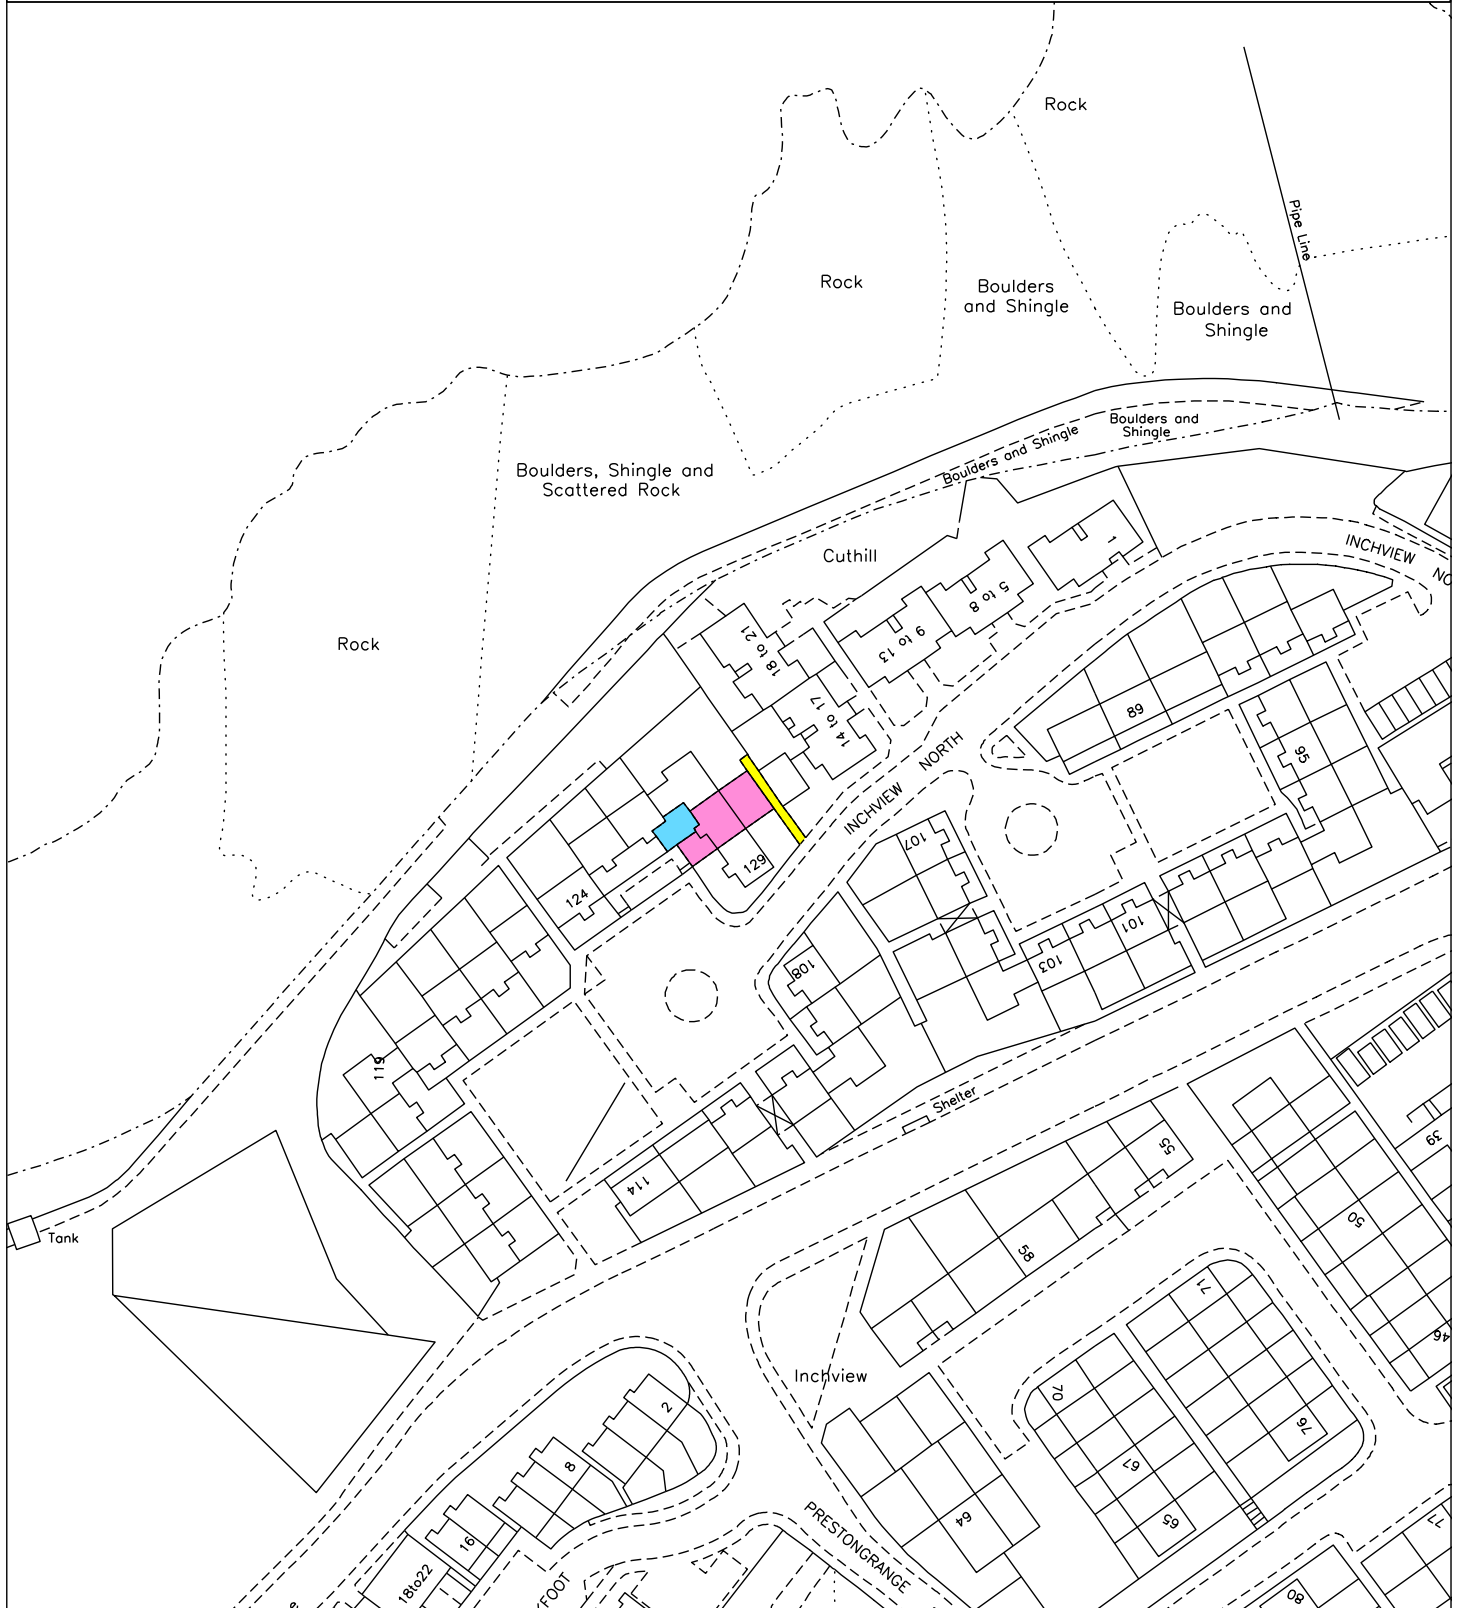 Rock
Pipe Line
Rock
Boulders
and Shingle
Boulders and
Shingle
Boulders and Shingle
Boulders and
Shingle
Boulders, Shingle and
Scattered Rock
Cuthill
1
INCHVIEW
NO
5 to 8
9 to 13
18 to 21
14 to 17
Rock
89
95
INCHVIEW NORTH
107
129
124
101
103
108
119
Shelter
114
55
39
50
58
46
Tank
71
Inchview
70
76
2
67
8
64
65
PRESTONGRANGE
16
77
18to22
80